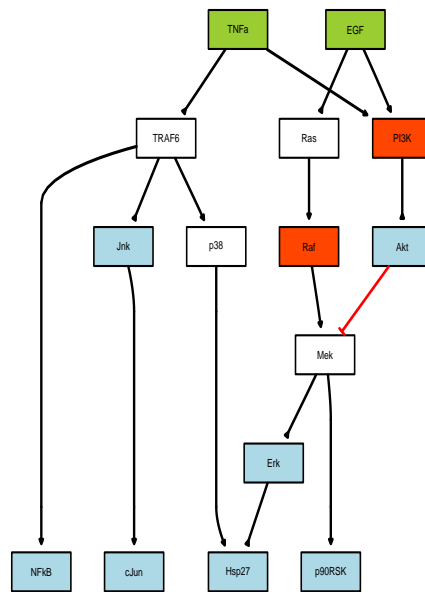 TNFa
EGF
TRAF6
Ras
PI3K
Jnk
p38
Raf
Akt
Mek
Erk
NFkB
cJun
Hsp27
p90RSK